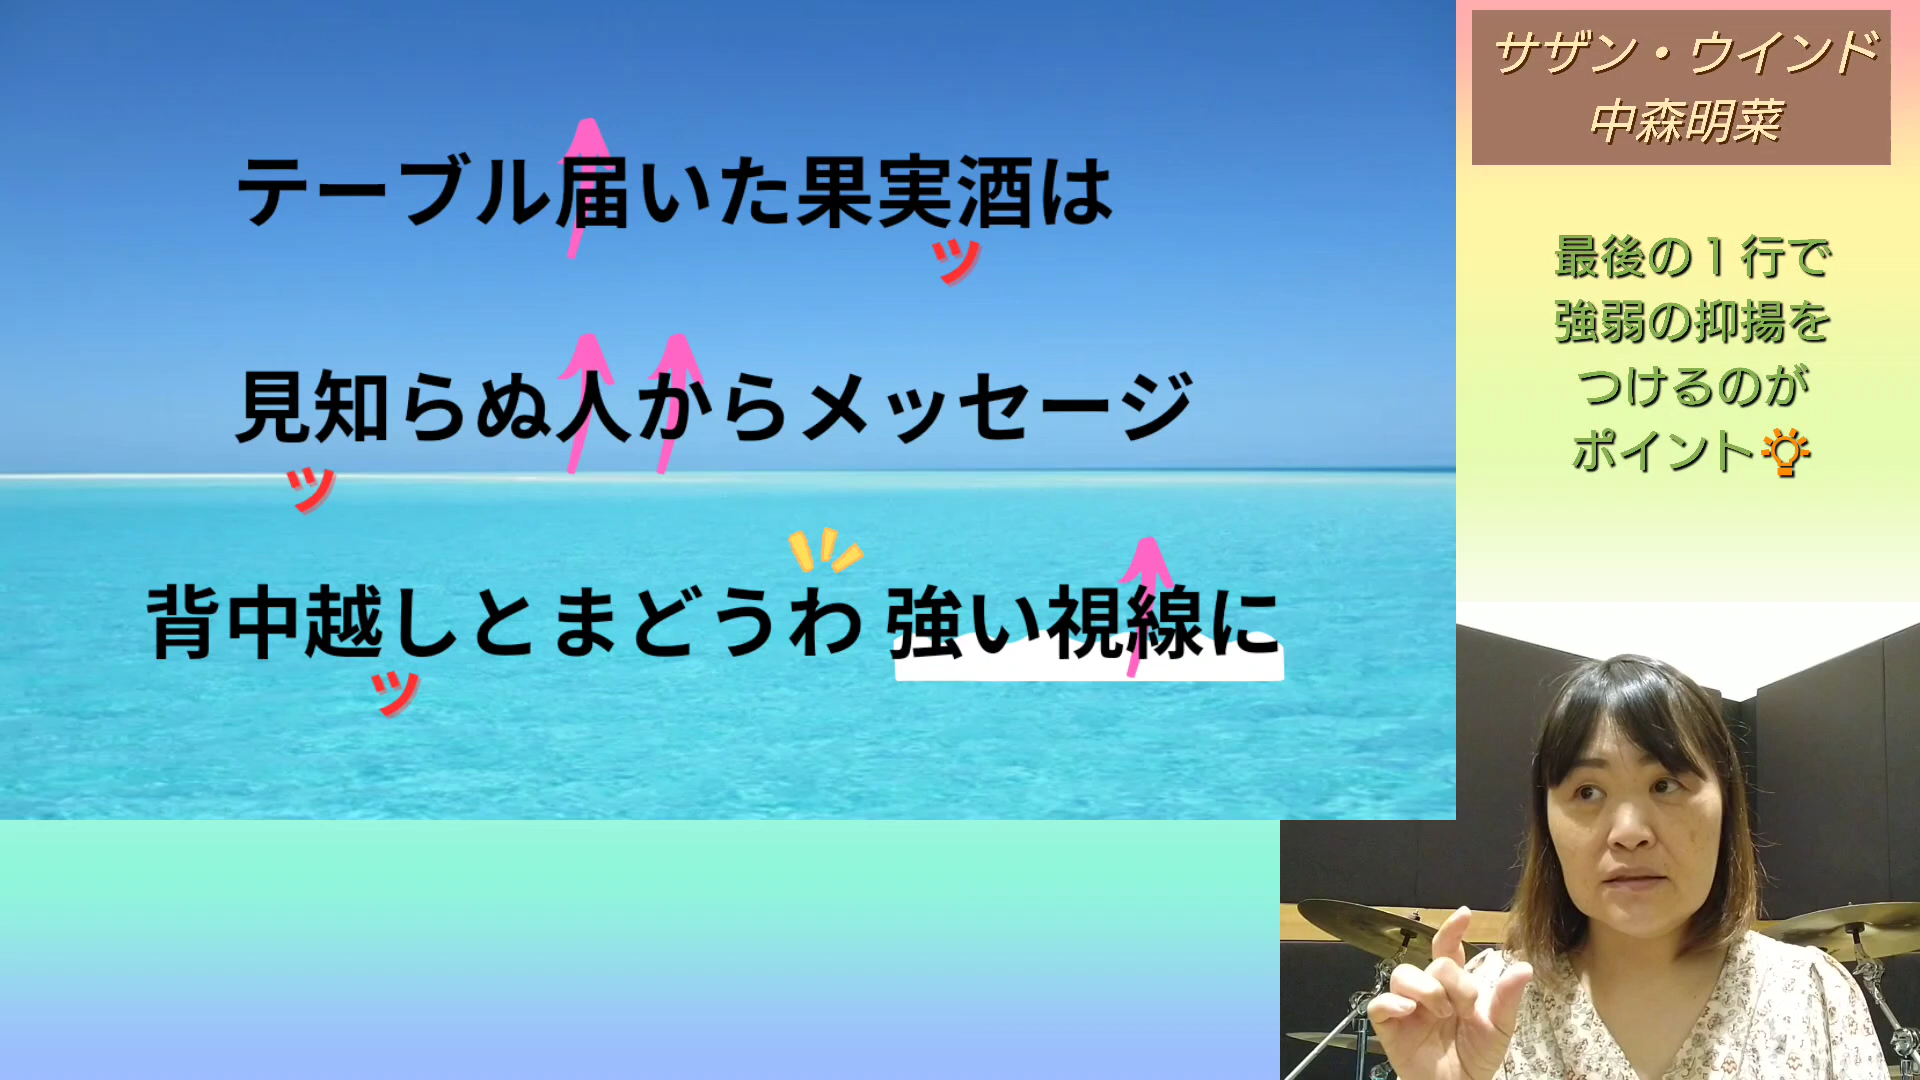 サザン・ウインド
中森明菜
最後の1行で
強弱の抑揚を
つけるのが
ポイント
テーブル届いた果実酒は
ッ
見知らぬ人からメッセージ
ッ
背中越しとまどうわ 強い視線に
ッ